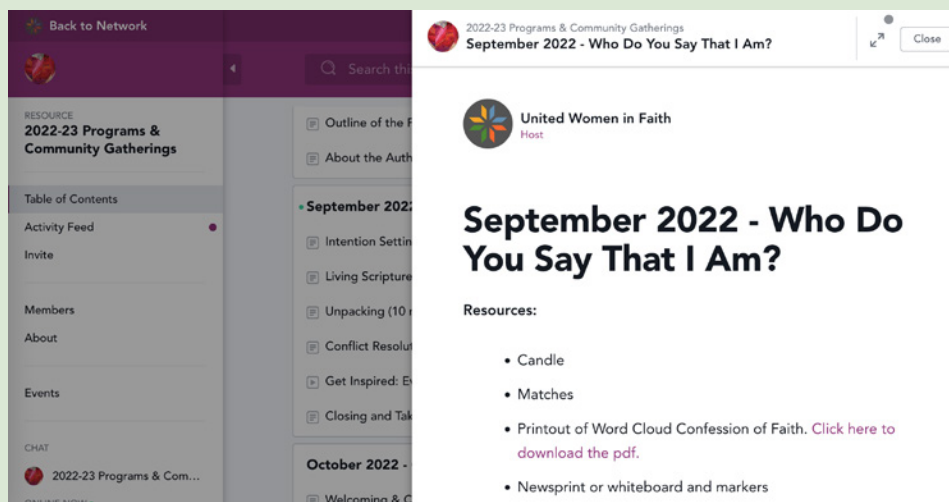 Back to Network
Search this
RESOURCE
2022-23 Programs &
Community Gatherings
Table of Contents
Activity Feed
Invite
Members
About
Events
CHAT
2022-23 Programs & Com...
ONLINE NOW
Outline of the
About the Auth
September 2022
Intention Settin
Living Scripture
Unpacking (10
Conflict Resolut
Get Inspired:
Closing and Tak
October 2022 -
Welcoming &
2022-23 Programs & Community Gatherings
September 2022 - Who Do You Say That I Am?
Close
United Women in Faith
Host
September 2022 - Who Do
You Say That I Am?
Resources:
• Candle
• Matches
• Printout of Word Cloud Confession of Faith. Click here to
download the pdf.
• Newsprint or whiteboard and markers